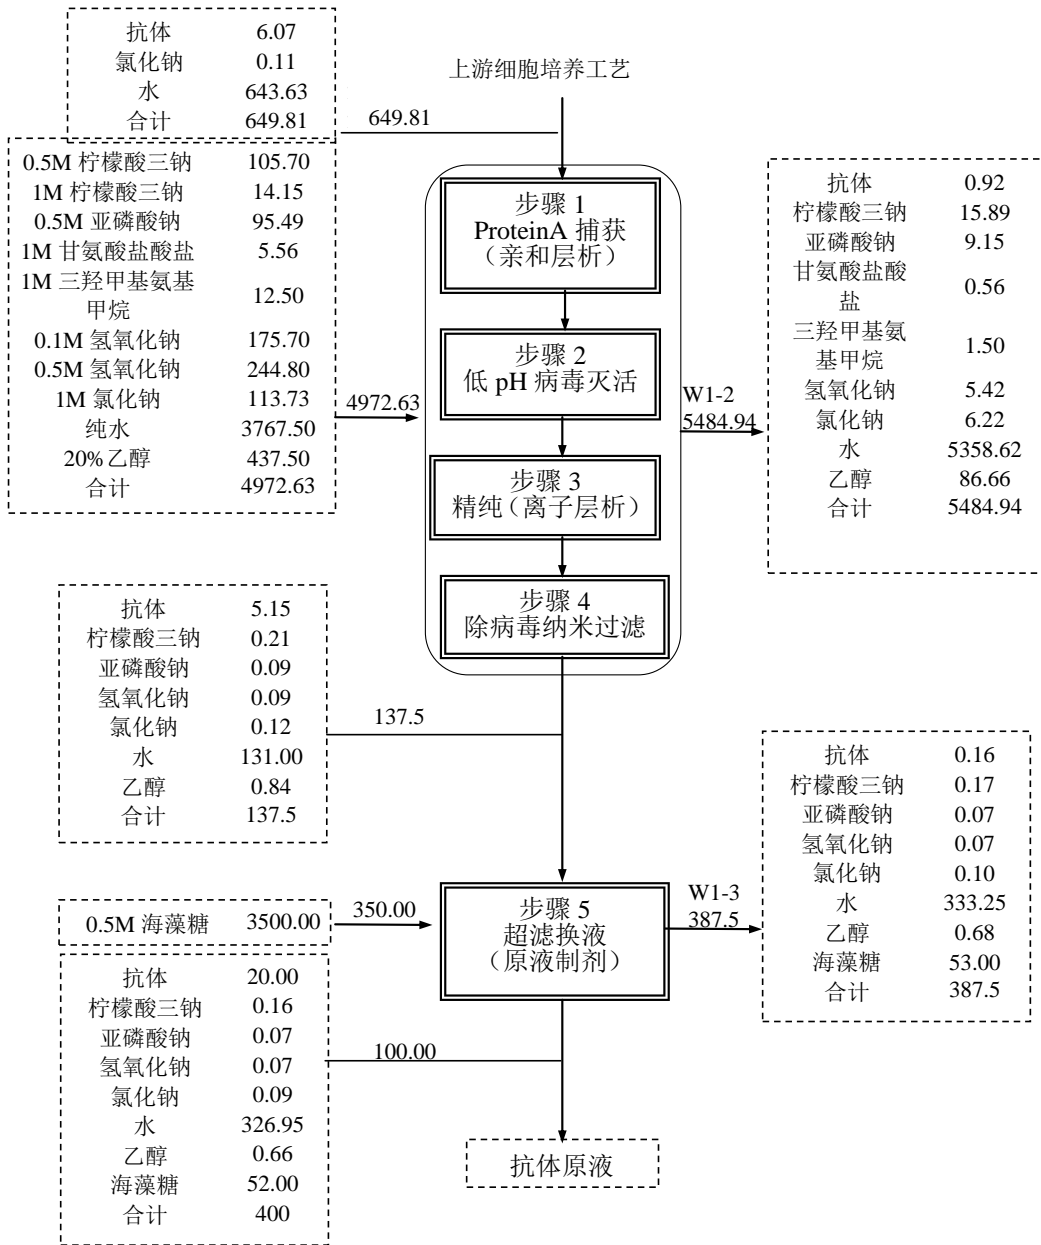 抗体 6.07
氯化钠 0.11
水 643.63
合计 649.81
上游细胞培养工艺
649.81
0.5M 柠檬酸三钠 105.70
1M 柠檬酸三钠 14.15
0.5M 亚磷酸钠 95.49
1M 甘氨酸盐酸盐 5.56
1M 三羟甲基氨基
甲烷 12.50
0.1M 氢氧化钠 175.70
0.5M 氢氧化钠 244.80
1M 氯化钠 113.73
纯水 3767.50
20%乙醇 437.50
合计 4972.63
4972.63
步骤 1
ProteinA 捕获
（亲和层析）
步骤 2
低 pH 病毒灭活
步骤 3
精纯（离子层析）
步骤 4
除病毒纳米过滤
W1-2
5484.94
抗体 0.92
柠檬酸三钠 15.89
亚磷酸钠 9.15
甘氨酸盐酸
盐 0.56
三羟甲基氨
基甲烷 1.50
氢氧化钠 5.42
氯化钠 6.22
水 5358.62
乙醇 86.66
合计 5484.94
抗体 5.15
柠檬酸三钠 0.21
亚磷酸钠 0.09
氢氧化钠 0.09
氯化钠 0.12
水 131.00
乙醇 0.84
合计 137.5
137.5
0.5M 海藻糖 3500.00
350.00
步骤 5
超滤换液
（原液制剂）
W1-3
387.5
抗体 0.16
柠檬酸三钠 0.17
亚磷酸钠 0.07
氢氧化钠 0.07
氯化钠 0.10
水 333.25
乙醇 0.68
海藻糖 53.00
合计 387.5
抗体 20.00
柠檬酸三钠 0.16
亚磷酸钠 0.07
氢氧化钠 0.07
氯化钠 0.09
水 326.95
乙醇 0.66
海藻糖 52.00
合计 400
100.00
抗体原液